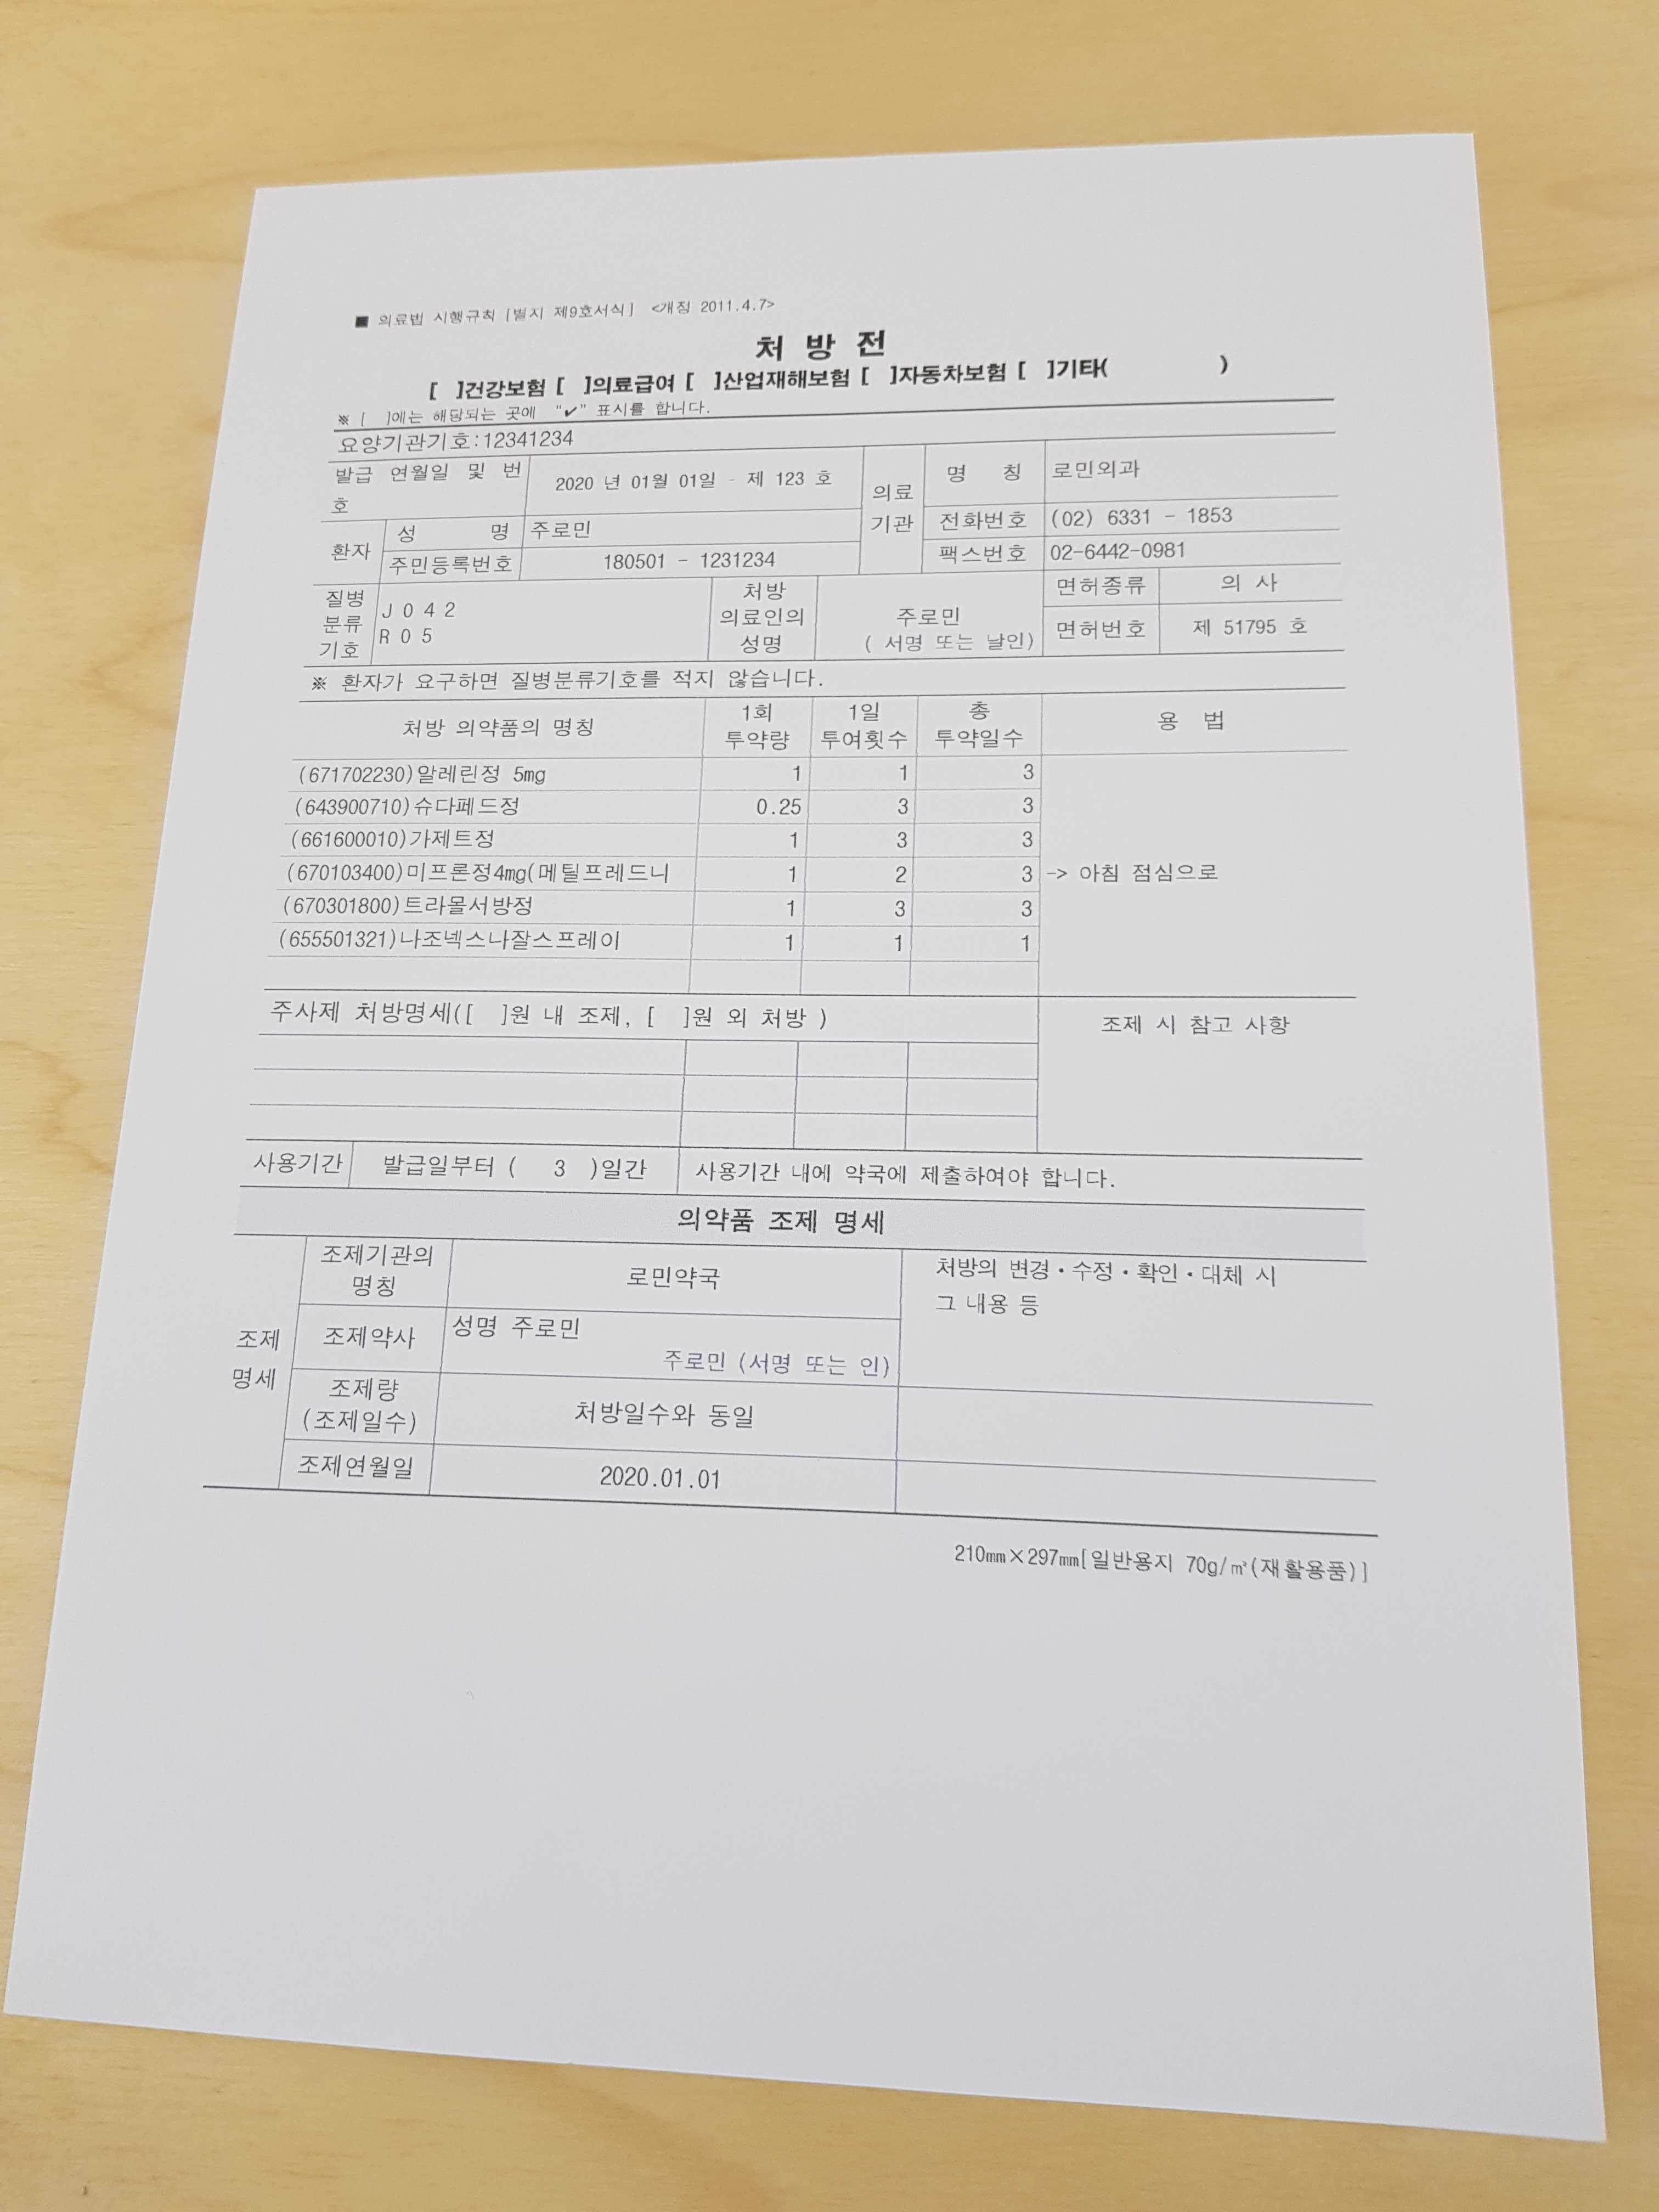 ■ 의료법 시행규칙 [별지 제9호서식] <개정 2011.4.7>
처 방 전
[ ]건강보험 [ ]의료급여 [ ]산업재해보험 [ ]자동차보험 [ ]기타( )
※ [ ]에는 해당되는 곳에 "✔" 표시를 합니다.
요양기관기호:12341234
발급 연월일 및 번호
2020 년 01월 01일 - 제 123 호
의료기관
명 칭
로민외과
전화번호
(02) 6331 - 1853
팩스번호
02-6442-0981
환자
성 명
주로민
주민등록번호
180501 - 1231234
질병
분류
기호
J 0 4 2
R 0 5
처방
의료인의
성명
주로민
( 서명 또는 날인)
면허종류
의 사
면허번호
제 51795 호
※ 환자가 요구하면 질병분류기호를 적지 않습니다.
처방 의약품의 명칭
1회
투약량
1일
투여횟수
총
투약일수
용 법
(671702230)알레린정 5mg 1 1 3
(643900710)슈다페드정 0.25 3 3
(661600010)가제트정 1 3 3
(670103400)미프론정4mg(메틸프레드니 1 2 3 -> 아침 점심으로
(670301800)트라몰서방정 1 3 3
(655501321)나조넥스나잘스프레이 1 1 1
주사제 처방명세([ ]원 내 조제, [ ]원 외 처방 )
조제 시 참고 사항
사용기간
발급일부터 ( 3 )일간
사용기간 내에 약국에 제출하여야 합니다.
의약품 조제 명세
조제
명세
조제기관의
명칭
로민약국
처방의 변경·수정·확인·대체 시
그 내용 등
조제약사
성명 주로민
주로민 (서명 또는 인)
조제량
(조제일수)
처방일수와 동일
조제연월일
2020.01.01
210㎜×297㎜[일반용지 70g/㎡(재활용품)]